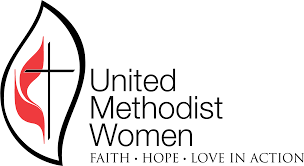 United
Methodist
Women
FAITH • HOPE • LOVE IN ACTION